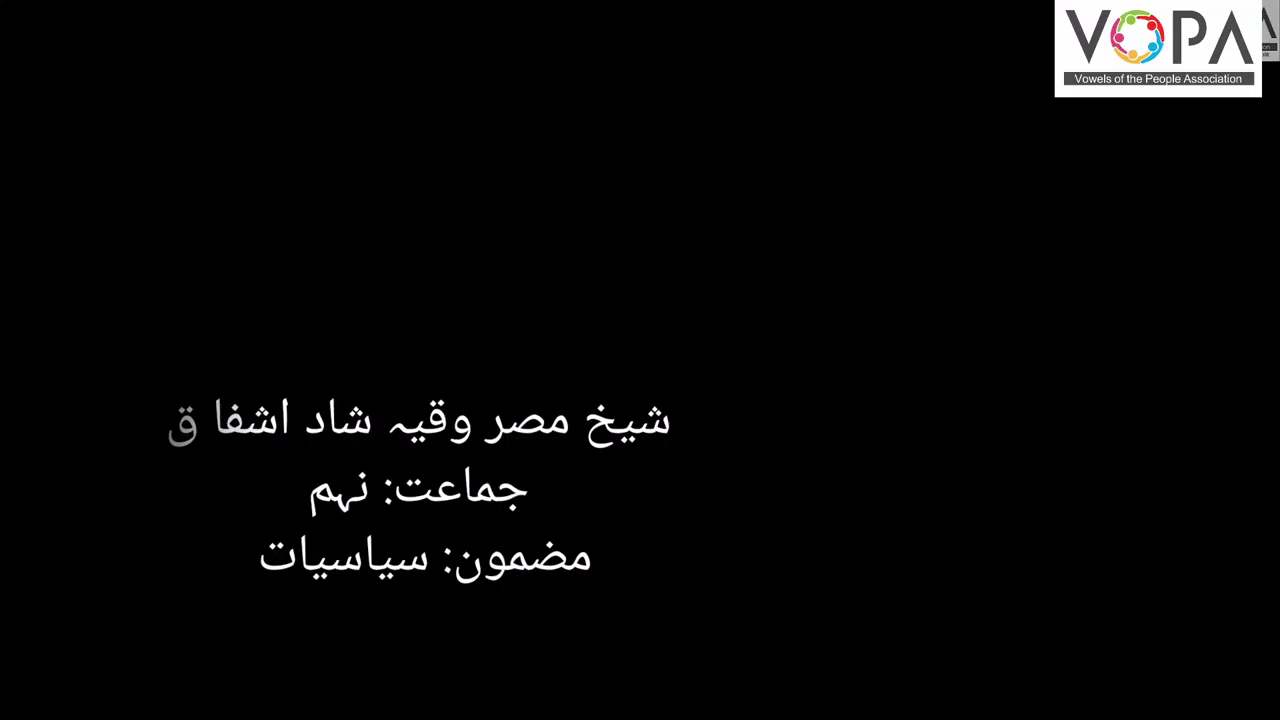 VOPA
Vowels of the People Association
شیخ مصر وقیہ شاد اشفا ق
جماعت: نہم
مضمون: سیاسیات